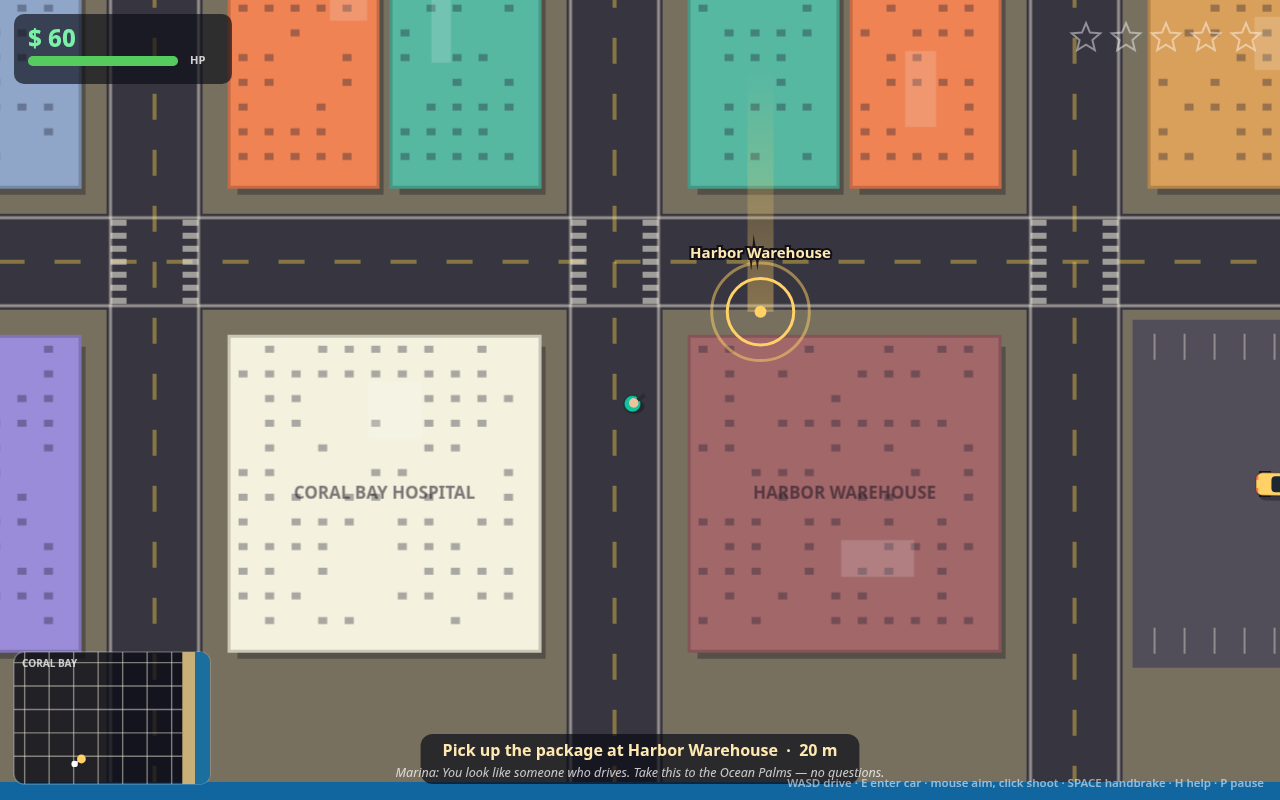 $ 60
HP
Harbor Warehouse
CORAL BAY HOSPITAL
HARBOR WAREHOUSE
CORAL BAY
Pick up the package at Harbor Warehouse · 20 m
Marina: You look like someone who drives. Take this to the Ocean Palms — no questions.
WASD drive · E enter car · mouse aim, click shoot · SPACE handbrake · H help · P pause